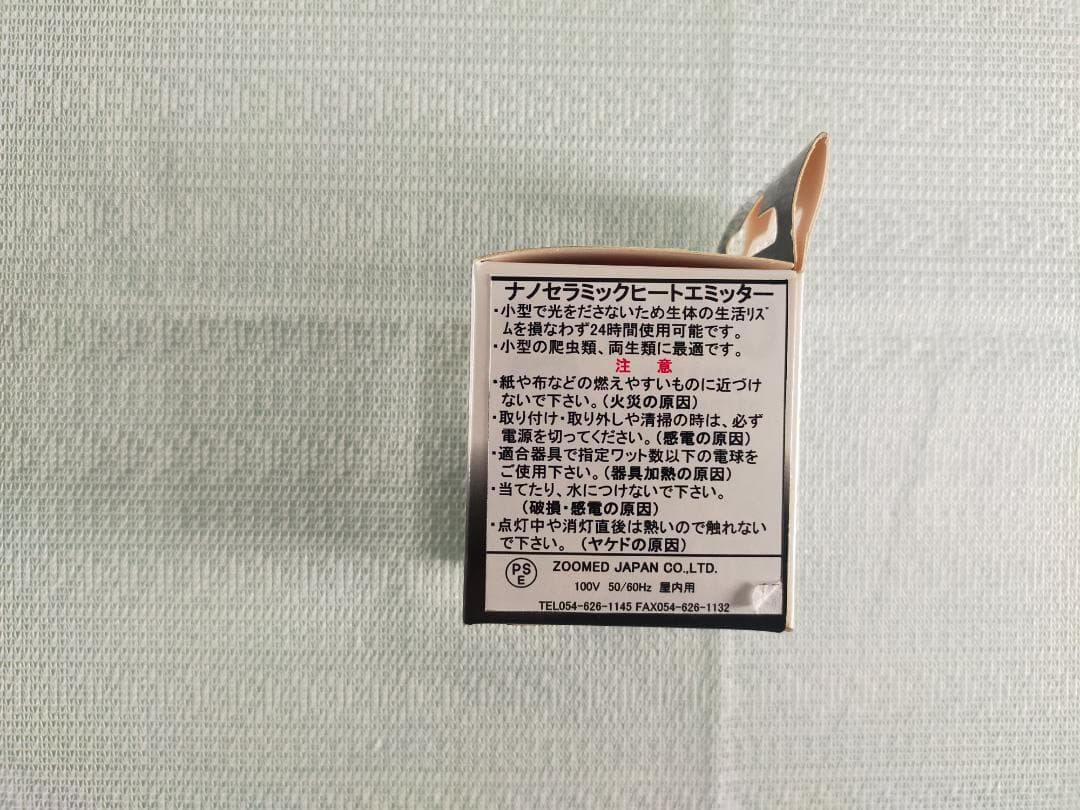 ナノセラミックヒートエミッター
・小型で光をださないため生体の生活ﾘｽﾞ
ムを損なわず24時間使用可能です。
・小型の爬虫類、両生類に最適です。
注　意
・紙や布などの燃えやすいものに近づけ
ないで下さい。(火災の原因)
・取り付け・取り外しや清掃の時は、必ず
電源を切ってください。(感電の原因)
・適合器具で指定ワット数以下の電球を
ご使用下さい。(器具加熱の原因)
・当てたり、水につけないで下さい。
(破損・感電の原因)
・点灯中や消灯直後は熱いので触れない
で下さい。 (ヤケドの原因)
PS
E
ZOOMED JAPAN CO.,LTD.
100V 50/60Hz 屋内用
TEL054-626-1145 FAX054-626-1132